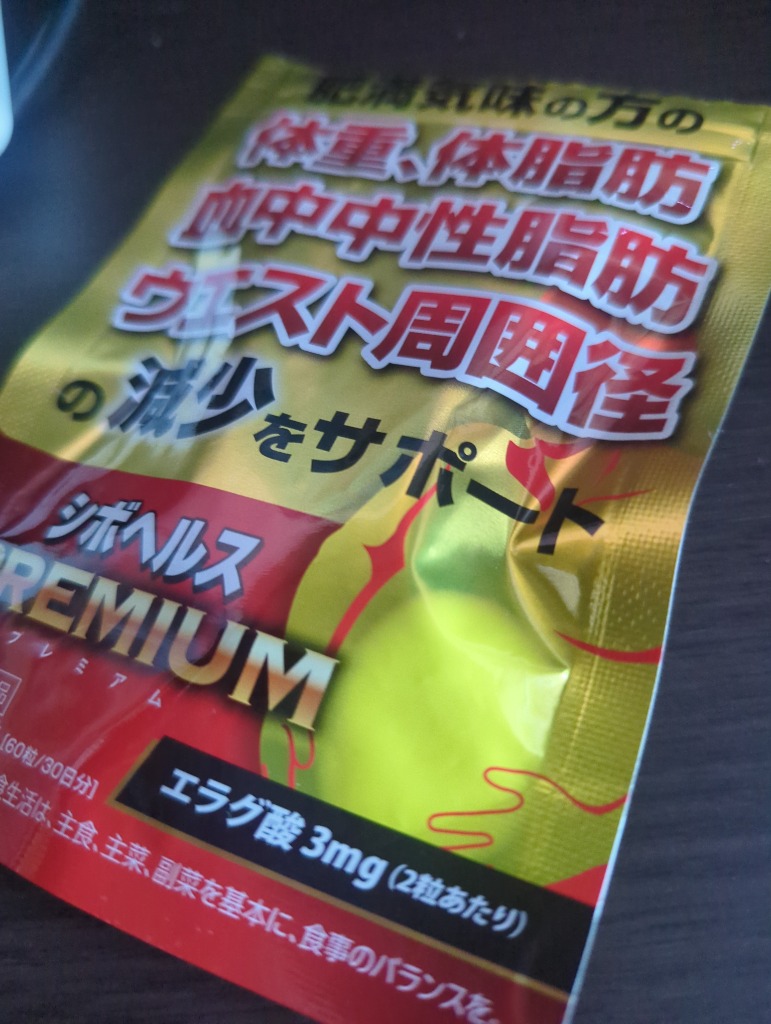 肥満気味の方の
体重、体脂肪
血中中性脂肪
ウエスト周囲径
の減少をサポート
シボヘルス
PREMIUM
プレミアム
品
[60粒/30日分]
エラグ酸 3mg (2粒あたり)
食生活は、主食、主菜、副菜を基本に、食事のバランスを。